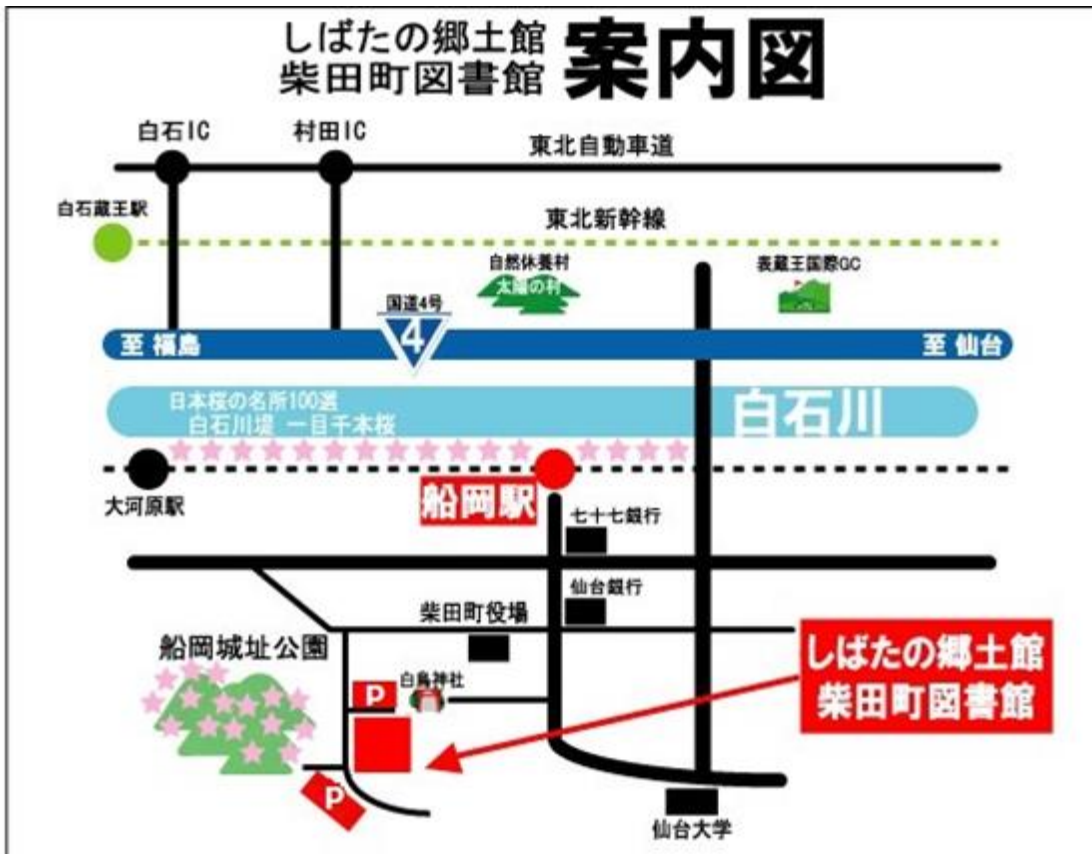 しばたの郷土館
柴田町図書館
案内図
白石IC
村田IC
東北自動車道
白石蔵王駅
東北新幹線
自然休養村
太陽の村
表蔵王国際GC
国道4号
4
至 福島
至 仙台
日本桜の名所100選
白石川堤 一目千本桜
白石川
大河原駅
船岡駅
七十七銀行
仙台銀行
柴田町役場
船岡城址公園
白鳥神社
P
しばたの郷土館
柴田町図書館
P
仙台大学